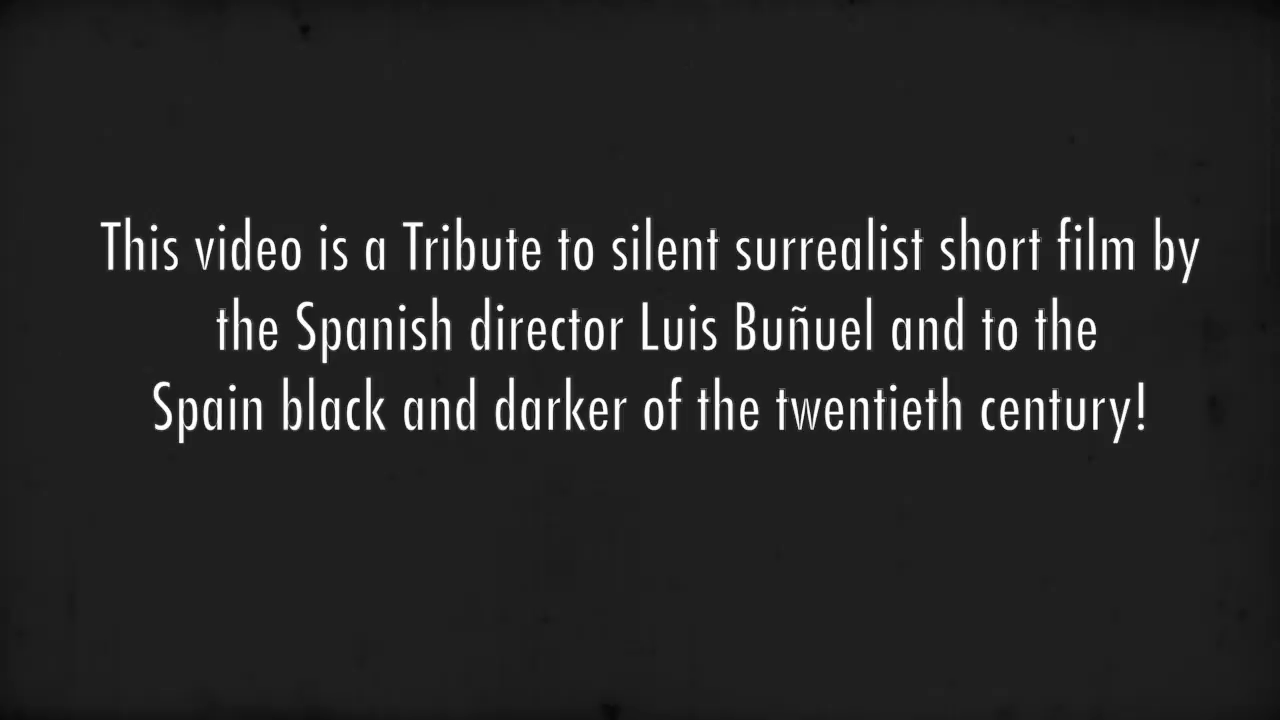 This video is a Tribute to silent surrealist short film by
the Spanish director Luis Buñuel and to the
Spain black and darker of the twentieth century!